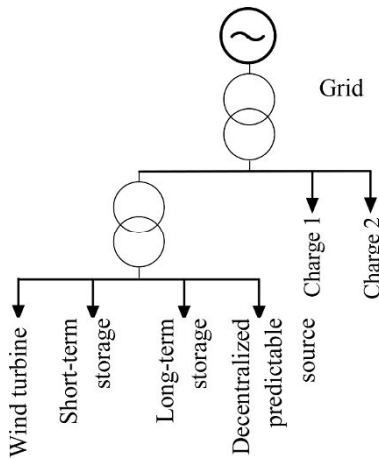 Grid
Charge 1
Charge 2
Wind turbine
Short-term
storage
Long-term
storage
Decentralized
predictable
source